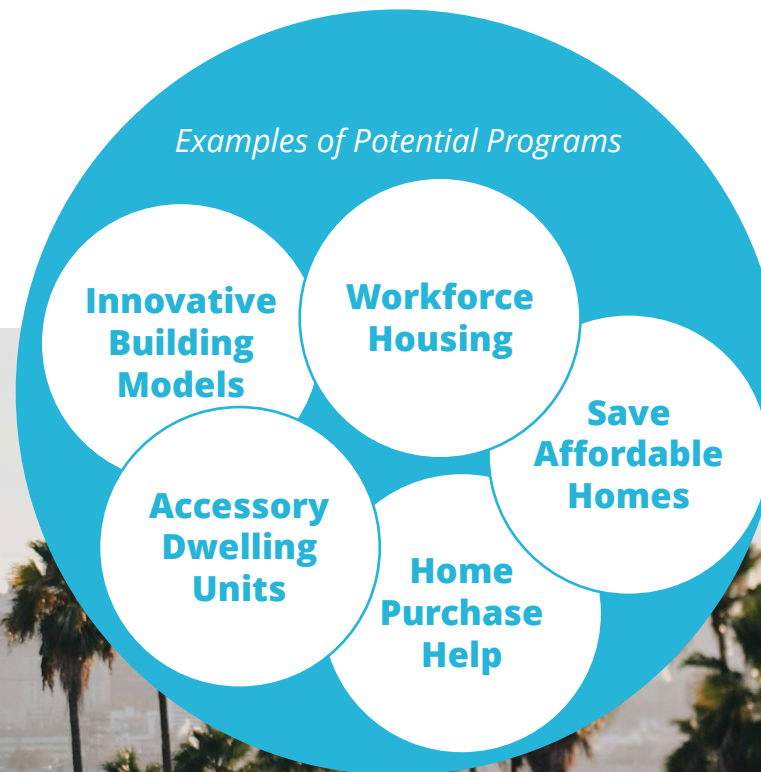 Examples of Potential Programs
Innovative
Building
Models
Workforce
Housing
Save
Affordable
Homes
Accessory
Dwelling
Units
Home
Purchase
Help